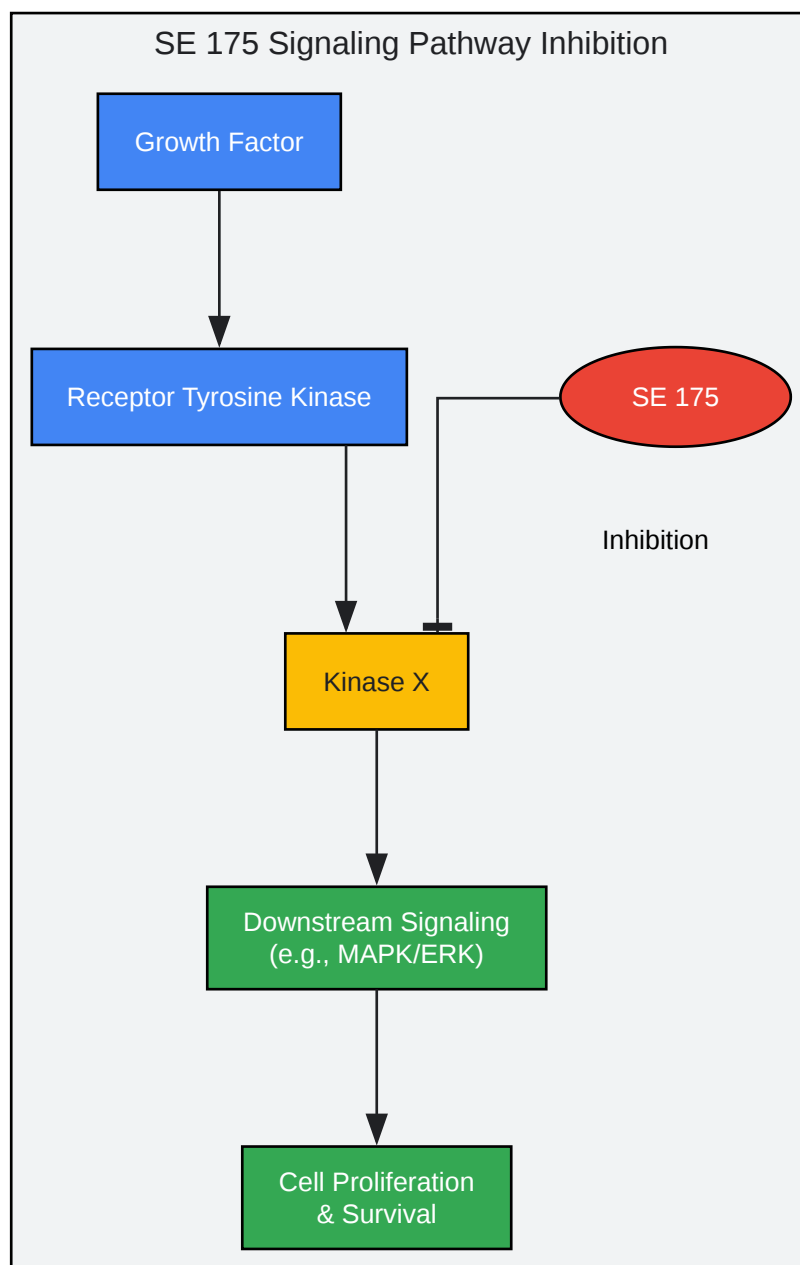 SE 175 Signaling Pathway Inhibition
Growth Factor
Receptor Tyrosine Kinase
SE 175
Inhibition
Kinase X
Downstream Signaling
(e.g., MAPK/ERK)
Cell Proliferation
& Survival